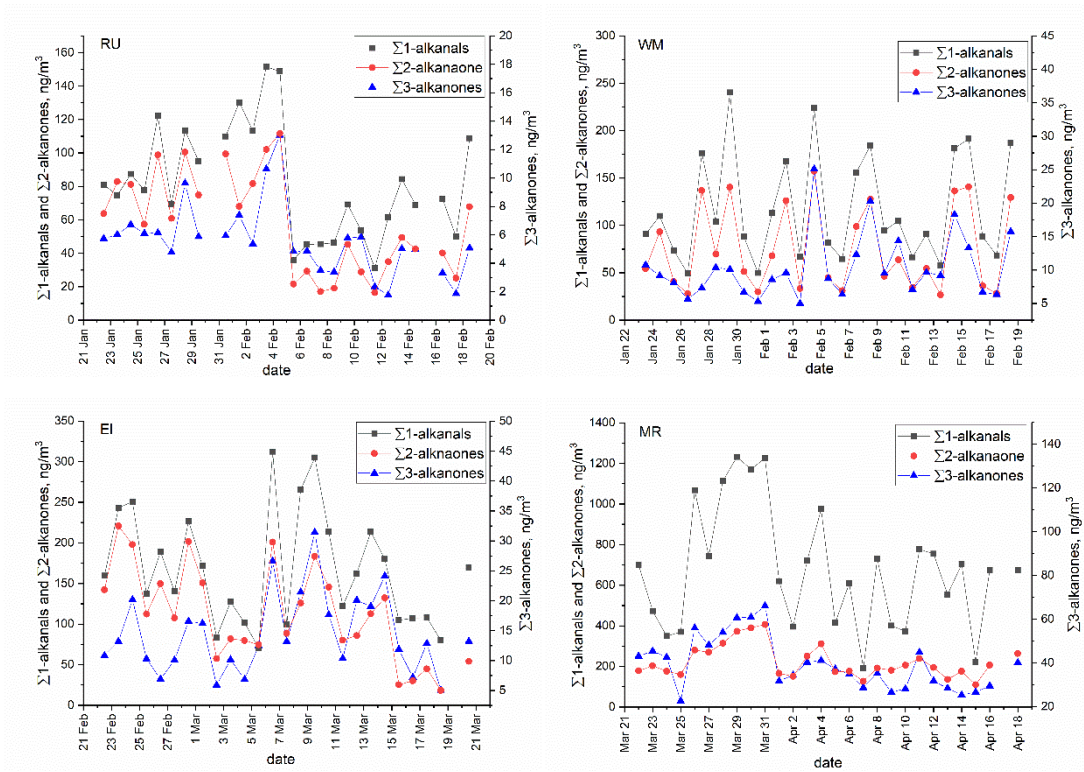 RU
∑1-alkanals
∑2-alkanaone
∑3-alkanones
∑1-alkanals and ∑2-alkanones, ng/m³
0
20
40
60
80
100
120
140
160
∑3-alkanones, ng/m³
0
2
4
6
8
10
12
14
16
18
20
21 Jan
23 Jan
25 Jan
27 Jan
29 Jan
31 Jan
2 Feb
4 Feb
6 Feb
8 Feb
10 Feb
12 Feb
14 Feb
16 Feb
18 Feb
20 Feb
date
WM
∑1-alkanals
∑2-alkanones
∑3-alkanones
∑1-alkanals and ∑2-alkanones, ng/m³
0
50
100
150
200
250
300
∑3-alkanones, ng/m³
5
10
15
20
25
30
35
40
45
Jan 22
Jan 24
Jan 26
Jan 28
Jan 30
Feb 1
Feb 3
Feb 5
Feb 7
Feb 9
Feb 11
Feb 13
Feb 15
Feb 17
Feb 19
date
EI
∑1-alkanals
∑2-alknanones
∑3-alknanones
∑1-alkanals and ∑2-alkanones, ng/m³
0
50
100
150
200
250
300
350
∑3-alkanones, ng/m³
5
10
15
20
25
30
35
40
45
50
21 Feb
23 Feb
25 Feb
27 Feb
1 Mar
3 Mar
5 Mar
7 Mar
9 Mar
11 Mar
13 Mar
15 Mar
17 Mar
19 Mar
21 Mar
date
MR
∑1-alkanals
∑2-alkanaone
∑3-alkanones
∑1-alkanals and ∑2-alkanones, ng/m³
0
200
400
600
800
1000
1200
1400
∑3-alkanones, ng/m³
20
40
60
80
100
120
140
Mar 21
Mar 23
Mar 25
Mar 27
Mar 29
Mar 31
Apr 2
Apr 4
Apr 6
Apr 8
Apr 10
Apr 12
Apr 14
Apr 16
Apr 18
date